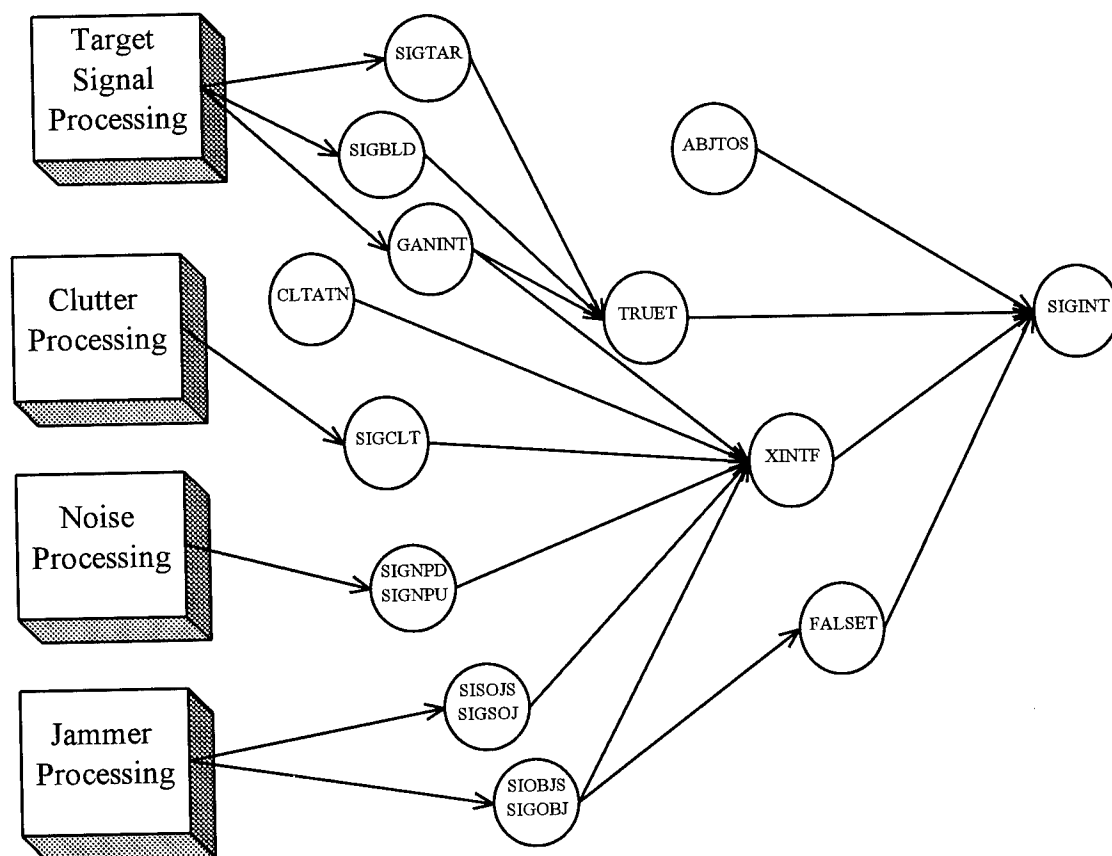 Target
Signal
Processing
SIGTAR
SIGBLD
ABJTOS
GANINT
CLTATN
Clutter
Processing
TRUET
SIGINT
SIGCLT
XINTF
Noise
Processing
SIGNPD
SIGNPU
FALSET
SISOJS
SIGSOJ
Jammer
Processing
SIOBJS
SIGOBJ